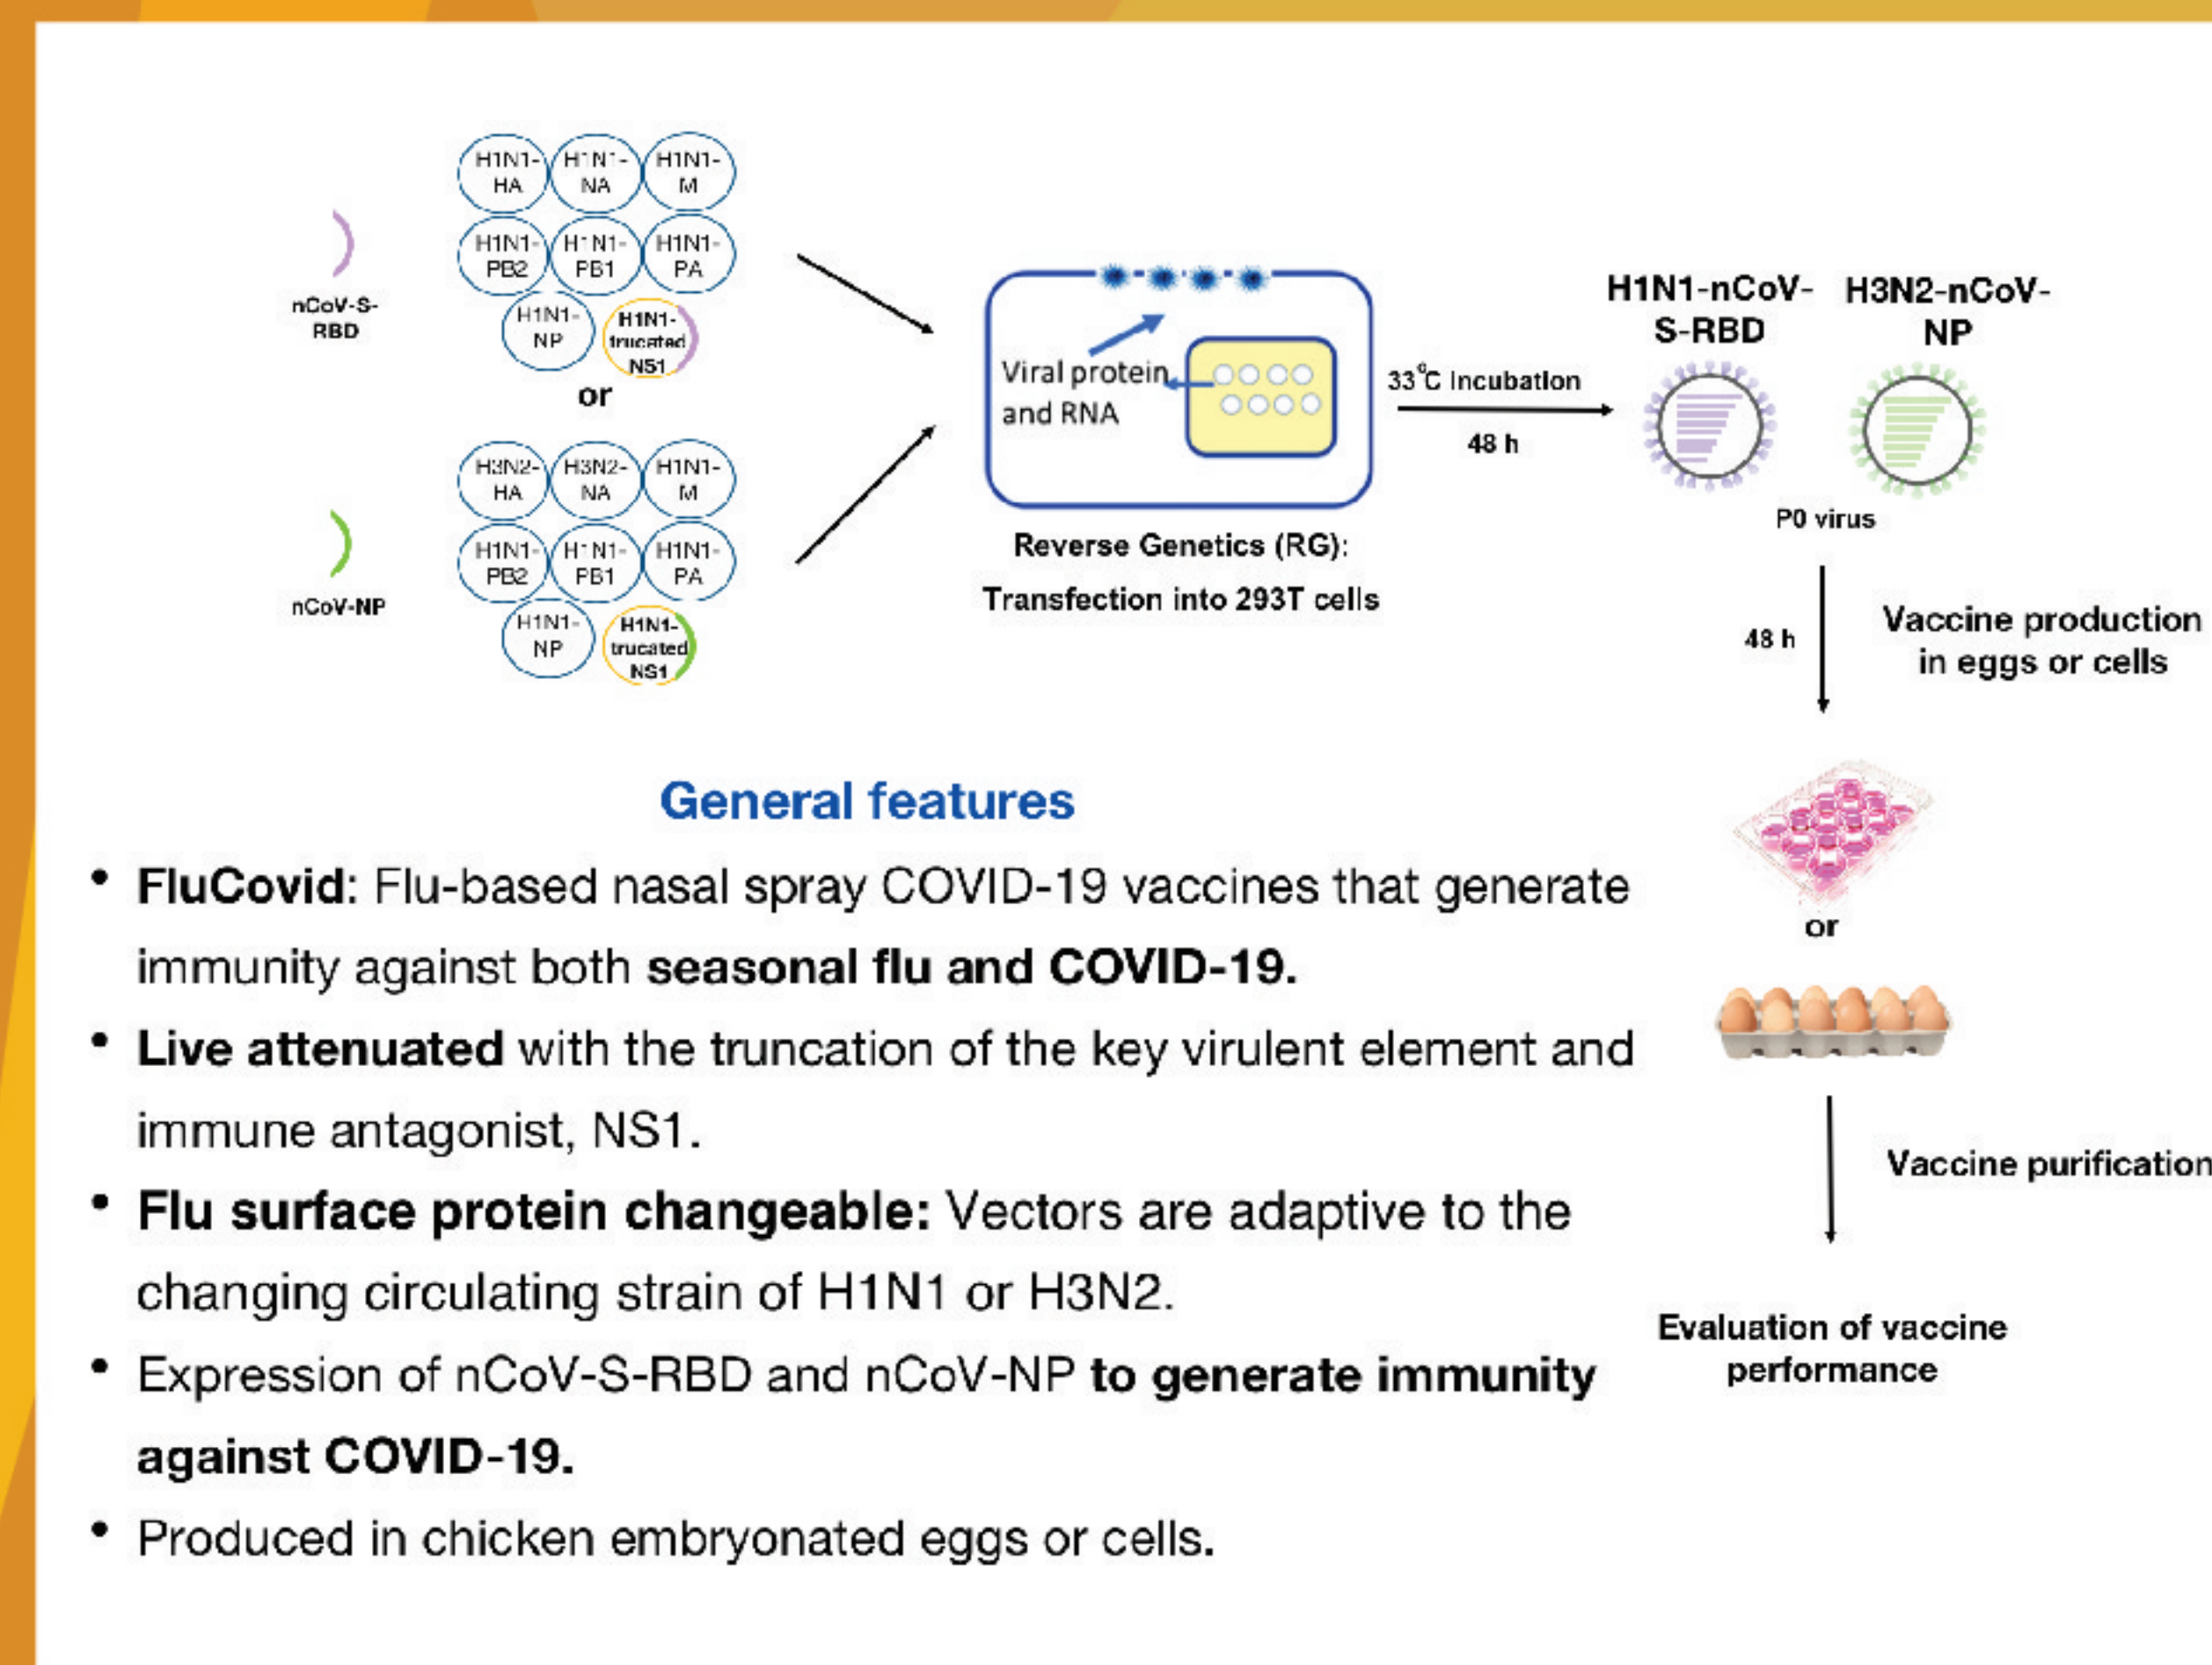 H1N1-
HA
H1N1-
NA
H1N1-
M
H1N1-
PB2
H1N1-
PB1
H1N1-
PA
H1N1-
NP
H1N1-
trucated
NS1
nCoV-S-
RBD
or
H3N2-
HA
H3N2-
NA
H1N1-
M
H1N1-
PB2
H1N1-
PB1
H1N1-
PA
H1N1-
NP
H1N1-
trucated
NS1
nCoV-NP
Viral protein
and RNA
Reverse Genetics (RG):
Transfection into 293T cells
33°C Incubation
48 h
H1N1-nCoV-
S-RBD
H3N2-nCoV-
NP
P0 virus
48 h
Vaccine production
in eggs or cells
or
Vaccine purification
Evaluation of vaccine
performance
General features
• FluCovid: Flu-based nasal spray COVID-19 vaccines that generate
immunity against both seasonal flu and COVID-19.
• Live attenuated with the truncation of the key virulent element and
immune antagonist, NS1.
• Flu surface protein changeable: Vectors are adaptive to the
changing circulating strain of H1N1 or H3N2.
• Expression of nCoV-S-RBD and nCoV-NP to generate immunity
against COVID-19.
• Produced in chicken embryonated eggs or cells.